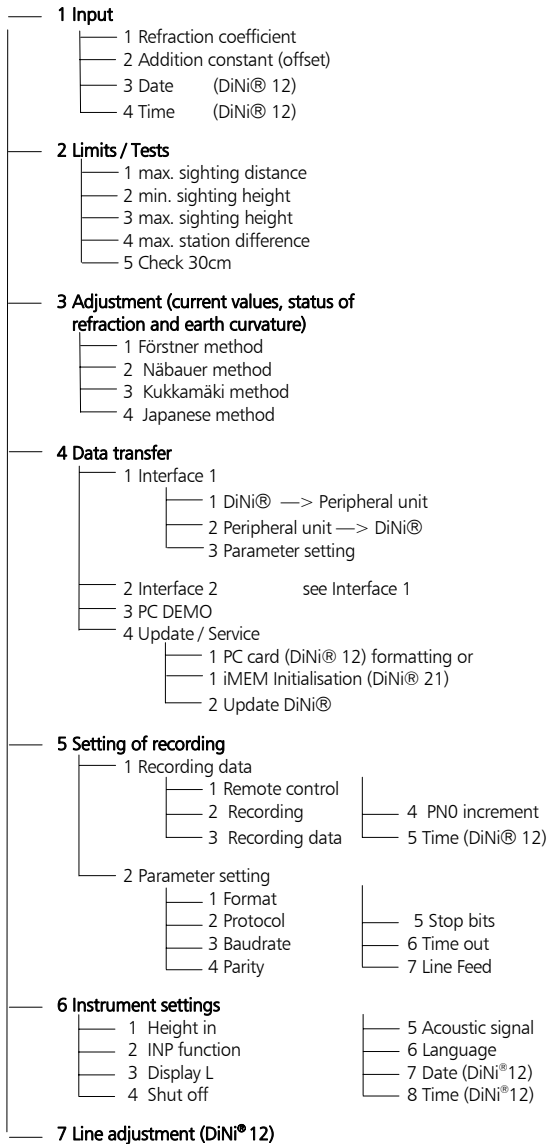 1 Input
1 Refraction coefficient
2 Addition constant (offset)
3 Date (DiNi® 12)
4 Time (DiNi® 12)
2 Limits / Tests
1 max. sighting distance
2 min. sighting height
3 max. sighting height
4 max. station difference
5 Check 30cm
3 Adjustment (current values, status of
refraction and earth curvature)
1 Förstner method
2 Näbauer method
3 Kukkamäki method
4 Japanese method
4 Data transfer
1 Interface 1
1 DiNi® —> Peripheral unit
2 Peripheral unit —> DiNi®
3 Parameter setting
2 Interface 2 see Interface 1
3 PC DEMO
4 Update / Service
1 PC card (DiNi® 12) formatting or
1 iMEM Initialisation (DiNi® 21)
2 Update DiNi®
5 Setting of recording
1 Recording data
1 Remote control
2 Recording
3 Recording data
4 PN0 increment
5 Time (DiNi® 12)
2 Parameter setting
1 Format
2 Protocol
3 Baudrate
4 Parity
5 Stop bits
6 Time out
7 Line Feed
6 Instrument settings
1 Height in
2 INP function
3 Display L
4 Shut off
5 Acoustic signal
6 Language
7 Date (DiNi®12)
8 Time (DiNi®12)
7 Line adjustment (DiNi® 12)